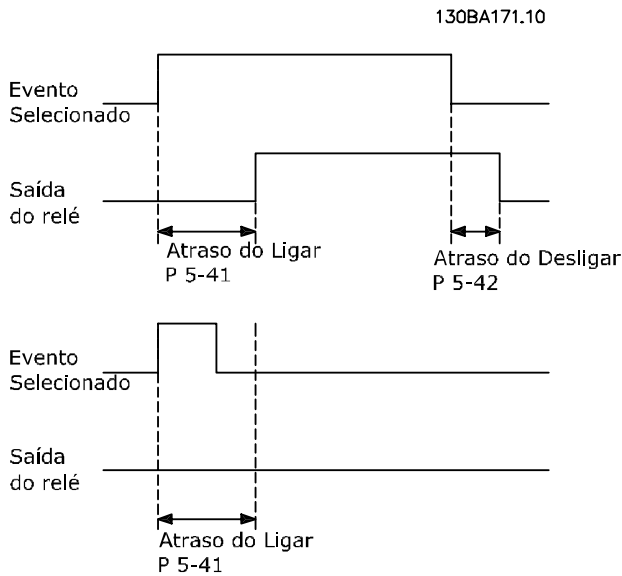 130BA171.10
Evento
Selecionado
Saída
do relé
Atraso do Ligar
P 5-41
Atraso do Desligar
P 5-42
Evento
Selecionado
Saída
do relé
Atraso do Ligar
P 5-41